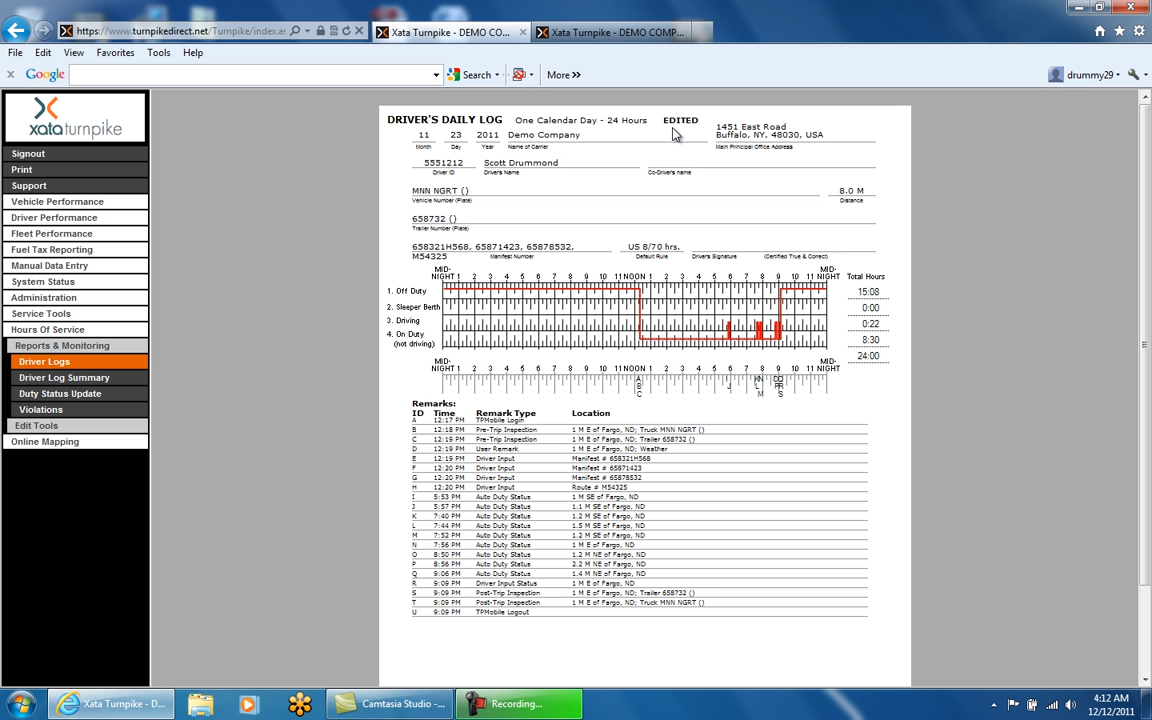 https://www.turnpikedirect.net/Turnpike/index.as
Xata Turnpike - DEMO CO...
Xata Turnpike - DEMO COMP...
File Edit View Favorites Tools Help
x Google Search More »
drummy29
xataturnpike
Signout
Print
Support
Vehicle Performance
Driver Performance
Fleet Performance
Fuel Tax Reporting
Manual Data Entry
System Status
Administration
Service Tools
Hours Of Service
Reports & Monitoring
Driver Logs
Driver Log Summary
Duty Status Update
Violations
Edit Tools
Online Mapping
DRIVER'S DAILY LOG One Calendar Day - 24 Hours EDITED
1451 East Road
11 23 2011 Demo Company Buffalo, NY, 48030, USA
Month Day Year Name of Carrier Main Principal Office Address
5551212 Scott Drummond
Driver ID Driver's Name Co-Driver's name
MNN NGRT () 8.0 M
Vehicle Number (Plate) Distance
658732 ()
Trailer Number (Plate)
658321H568, 65871423, 65878532, US 8/70 hrs.
M54325 Manifest Number Default Rule Driver's Signature (Certified True & Correct)
MID- MID-
NIGHT 1 2 3 4 5 6 7 8 9 10 11 NOON 1 2 3 4 5 6 7 8 9 10 11 NIGHT Total Hours
1. Off Duty 15:08
2. Sleeper Berth 0:00
3. Driving 0:22
4. On Duty 8:30
(not driving)
24:00
MID- MID-
NIGHT 1 2 3 4 5 6 7 8 9 10 11 NOON 1 2 3 4 5 6 7 8 9 10 11 NIGHT
A I KN
B J L
C M S
Remarks:
ID Time Remark Type Location
A 12:17 PM TPMobile Login
B 12:18 PM Pre-Trip Inspection 1 M E of Fargo, ND; Truck MNN NGRT ()
C 12:19 PM Pre-Trip Inspection 1 M E of Fargo, ND; Trailer 658732 ()
D 12:19 PM User Remark 1 M E of Fargo, ND; Weather
E 12:19 PM Driver Input Manifest # 658321H568
F 12:20 PM Driver Input Manifest # 65871423
G 12:20 PM Driver Input Manifest # 65878532
H 12:20 PM Driver Input Route # M54325
I 5:53 PM Auto Duty Status 1 M SE of Fargo, ND
J 5:57 PM Auto Duty Status 1.1 M SE of Fargo, ND
K 7:40 PM Auto Duty Status 1.2 M SE of Fargo, ND
L 7:44 PM Auto Duty Status 1.5 M SE of Fargo, ND
M 7:52 PM Auto Duty Status 1.2 M SE of Fargo, ND
N 7:56 PM Auto Duty Status 1 M E of Fargo, ND
O 8:50 PM Auto Duty Status 1.2 M NE of Fargo, ND
P 8:56 PM Auto Duty Status 2.2 M NE of Fargo, ND
Q 9:06 PM Auto Duty Status 1.4 M NE of Fargo, ND
R 9:09 PM Driver Input Status 1 M E of Fargo, ND
S 9:09 PM Post-Trip Inspection 1 M E of Fargo, ND; Trailer 658732 ()
T 9:09 PM Post-Trip Inspection 1 M E of Fargo, ND; Truck MNN NGRT ()
U 9:09 PM TPMobile Logout
Xata Turnpike - D...
Camtasia Studio - ...
Recording...
4:12 AM
12/12/2011